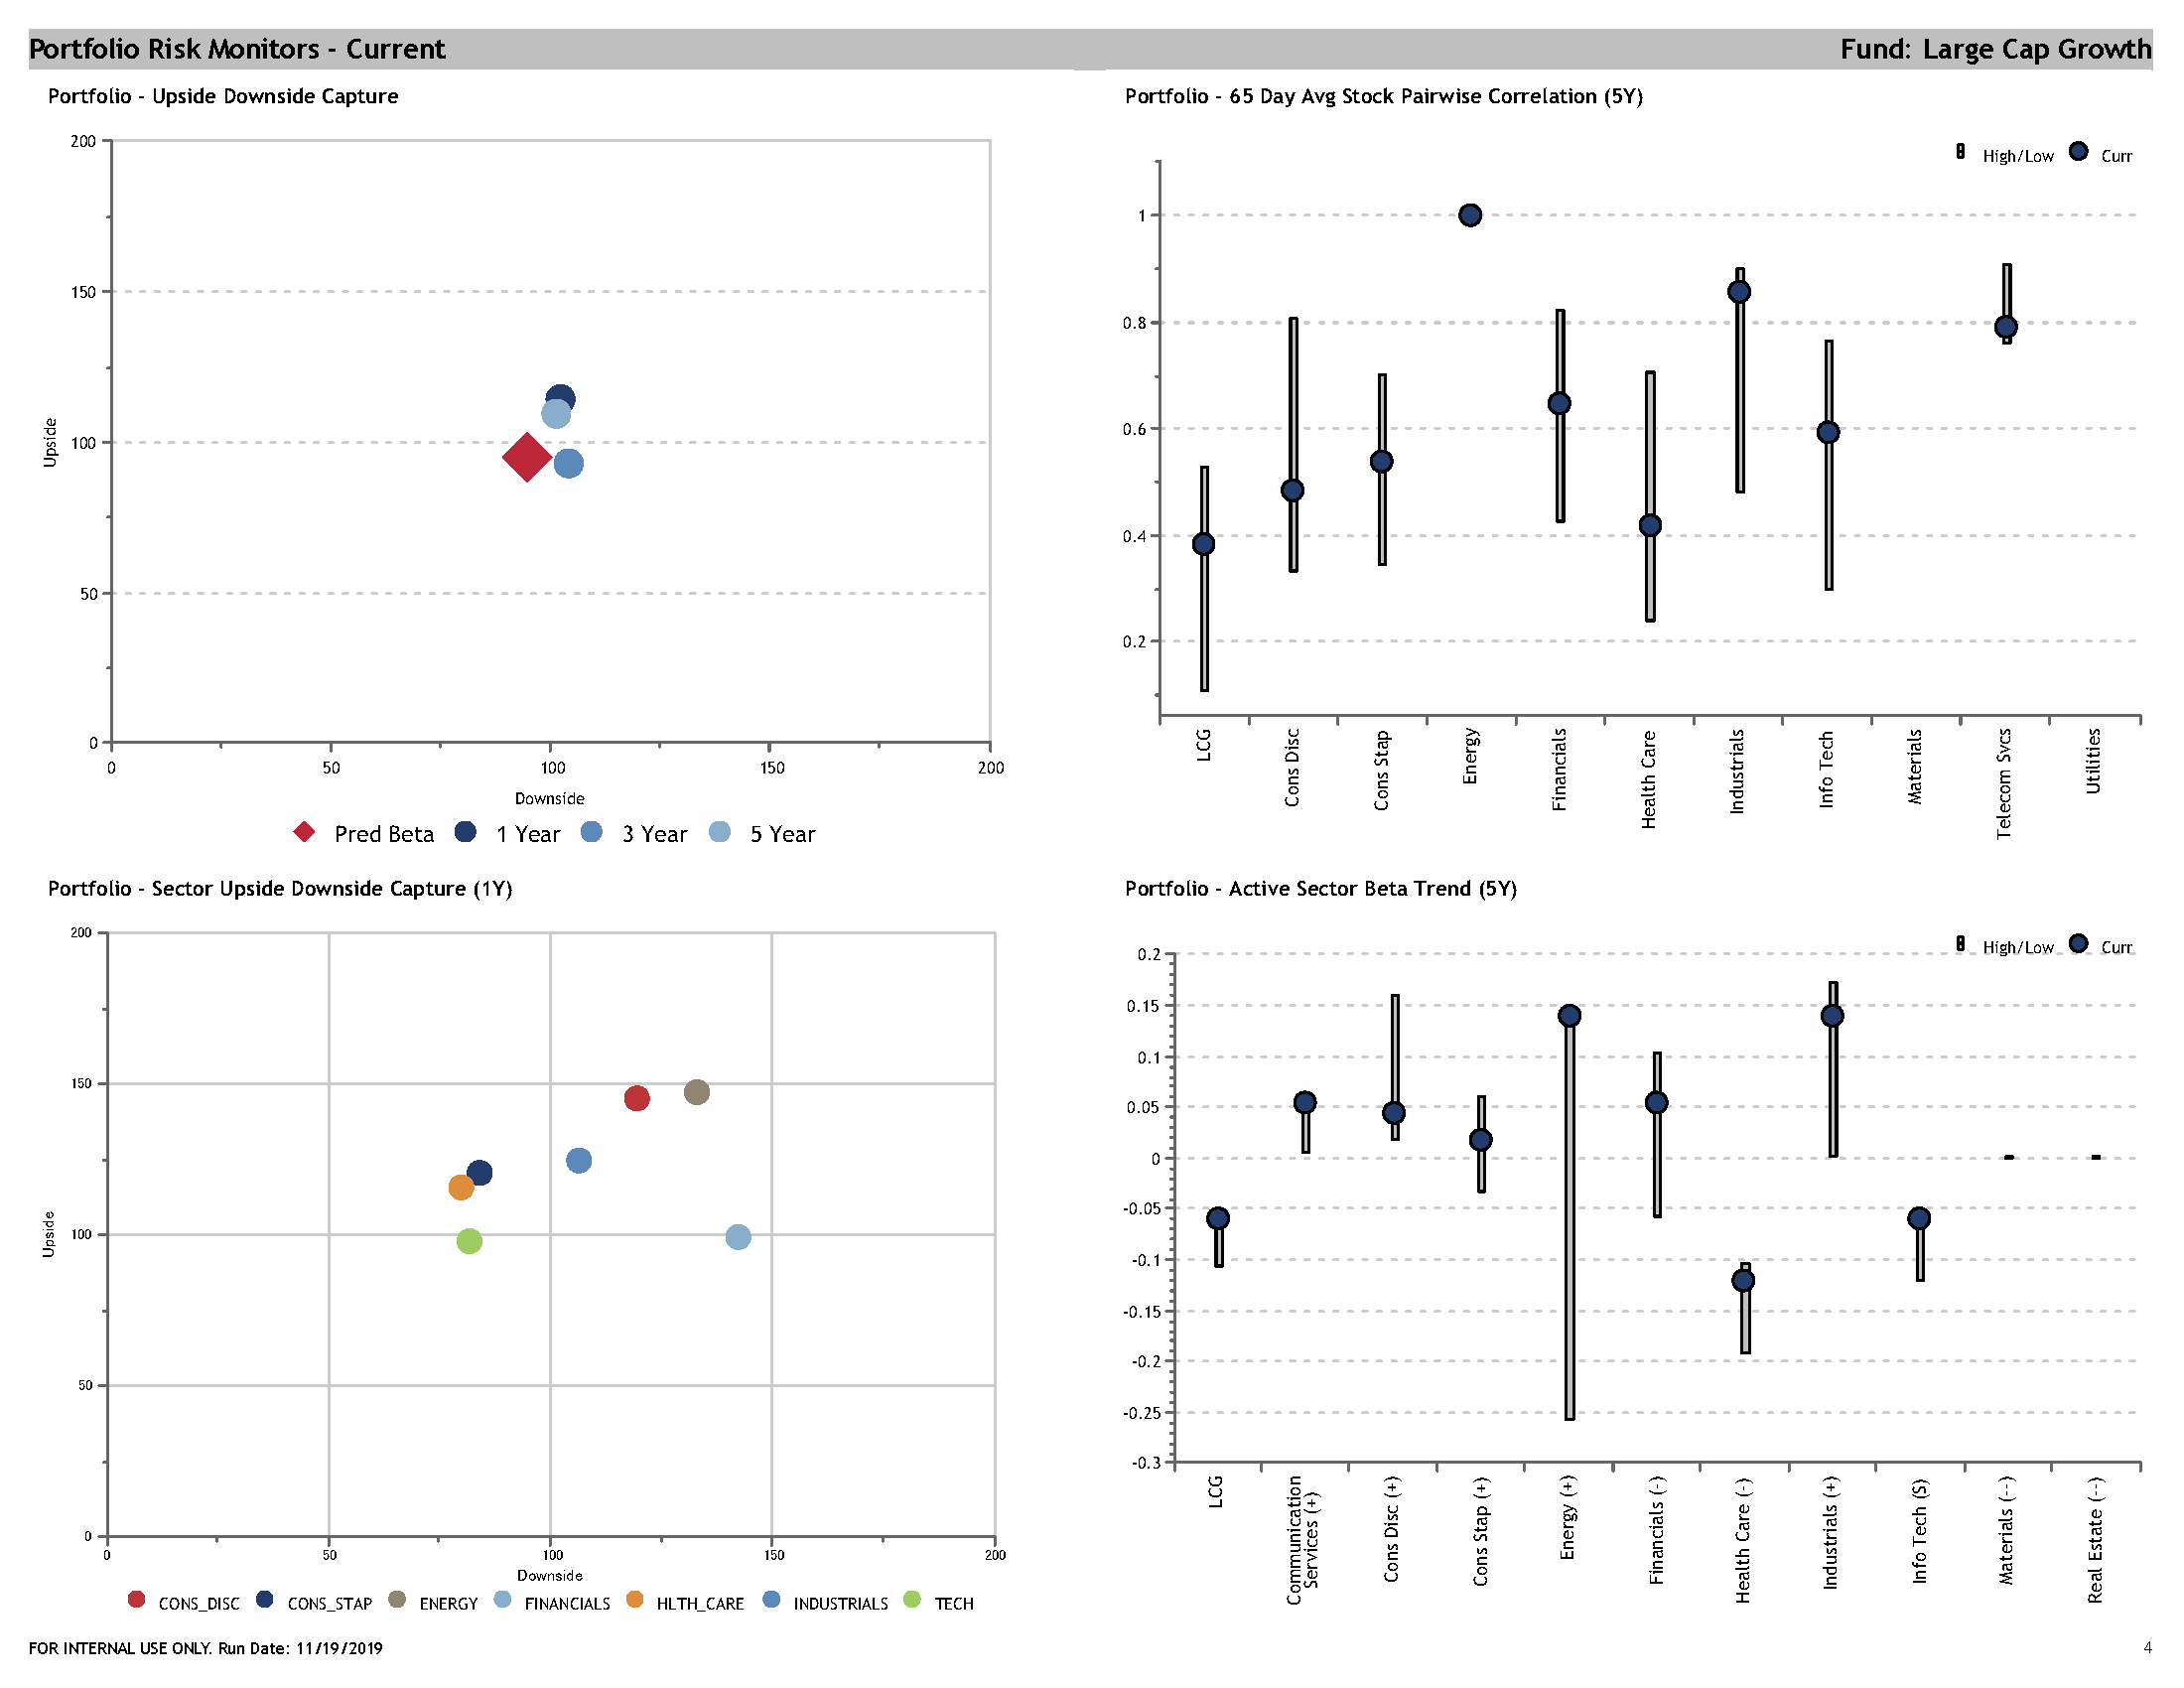 Portfolio Risk Monitors - Current
Fund: Large Cap Growth
Portfolio - Upside Downside Capture
200
150
100
50
0
Upside
0
50
100
150
200
Downside
Pred Beta
1 Year
3 Year
5 Year
Portfolio - 65 Day Avg Stock Pairwise Correlation (5Y)
High/Low
Curr
1
0.8
0.6
0.4
0.2
LCG
Cons Disc
Cons Stap
Energy
Financials
Health Care
Industrials
Info Tech
Materials
Telecom Svcs
Utilities
Portfolio - Sector Upside Downside Capture (1Y)
200
150
100
50
0
Upside
0
50
100
150
200
Downside
CONS_DISC
CONS_STAP
ENERGY
FINANCIALS
HLTH_CARE
INDUSTRIALS
TECH
Portfolio - Active Sector Beta Trend (5Y)
High/Low
Curr
0.2
0.15
0.1
0.05
0
-0.05
-0.1
-0.15
-0.2
-0.25
-0.3
LCG
Communication
Services (+)
Cons Disc (+)
Cons Stap (+)
Energy (+)
Financials (-)
Health Care (-)
Industrials (+)
Info Tech (S)
Materials (--)
Real Estate (--)
FOR INTERNAL USE ONLY. Run Date: 11/19/2019
4